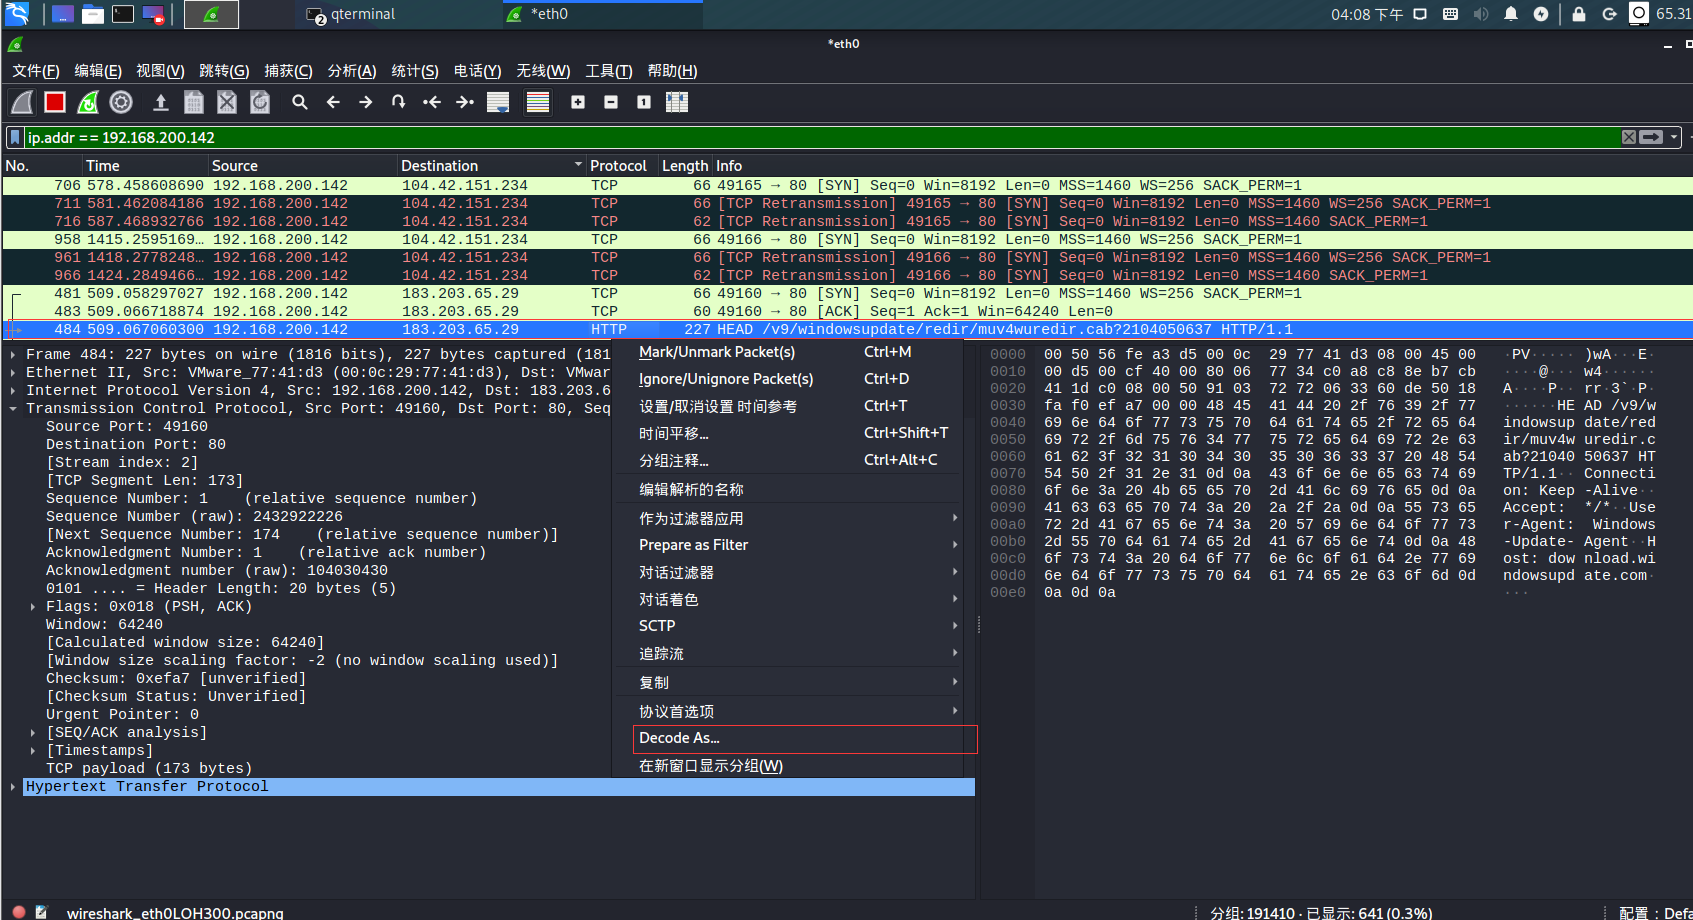 qterminal
*eth0
04:08 下午
65.31
*eth0
文件(F) 编辑(E) 视图(V) 跳转(G) 捕获(C) 分析(A) 统计(S) 电话(Y) 无线(W) 工具(T) 帮助(H)
ip.addr == 192.168.200.142
No. Time Source Destination Protocol Length Info
706 578.458608690 192.168.200.142 104.42.151.234 TCP 66 49165 → 80 [SYN] Seq=0 Win=8192 Len=0 MSS=1460 WS=256 SACK_PERM=1
711 581.462084186 192.168.200.142 104.42.151.234 TCP 66 [TCP Retransmission] 49165 → 80 [SYN] Seq=0 Win=8192 Len=0 MSS=1460 WS=256 SACK_PERM=1
716 587.468932766 192.168.200.142 104.42.151.234 TCP 62 [TCP Retransmission] 49165 → 80 [SYN] Seq=0 Win=8192 Len=0 MSS=1460 SACK_PERM=1
958 1415.2595169… 192.168.200.142 104.42.151.234 TCP 66 49166 → 80 [SYN] Seq=0 Win=8192 Len=0 MSS=1460 WS=256 SACK_PERM=1
961 1418.2778248… 192.168.200.142 104.42.151.234 TCP 66 [TCP Retransmission] 49166 → 80 [SYN] Seq=0 Win=8192 Len=0 MSS=1460 WS=256 SACK_PERM=1
966 1424.2849466… 192.168.200.142 104.42.151.234 TCP 62 [TCP Retransmission] 49166 → 80 [SYN] Seq=0 Win=8192 Len=0 MSS=1460 SACK_PERM=1
481 509.058297027 192.168.200.142 183.203.65.29 TCP 66 49160 → 80 [SYN] Seq=0 Win=8192 Len=0 MSS=1460 WS=256 SACK_PERM=1
483 509.066718874 192.168.200.142 183.203.65.29 TCP 60 49160 → 80 [ACK] Seq=1 Ack=1 Win=64240 Len=0
484 509.067060300 192.168.200.142 183.203.65.29 HTTP 227 HEAD /v9/windowsupdate/redir/muv4wuredir.cab?2104050637 HTTP/1.1
Frame 484: 227 bytes on wire (1816 bits), 227 bytes captured (181
Ethernet II, Src: VMware_77:41:d3 (00:0c:29:77:41:d3), Dst: VMwar
Internet Protocol Version 4, Src: 192.168.200.142, Dst: 183.203.6
Transmission Control Protocol, Src Port: 49160, Dst Port: 80, Seq
Source Port: 49160
Destination Port: 80
[Stream index: 2]
[TCP Segment Len: 173]
Sequence Number: 1 (relative sequence number)
Sequence Number (raw): 2432922226
[Next Sequence Number: 174 (relative sequence number)]
Acknowledgment Number: 1 (relative ack number)
Acknowledgment number (raw): 104030430
0101 .... = Header Length: 20 bytes (5)
Flags: 0x018 (PSH, ACK)
Window: 64240
[Calculated window size: 64240]
[Window size scaling factor: -2 (no window scaling used)]
Checksum: 0xefa7 [unverified]
[Checksum Status: Unverified]
Urgent Pointer: 0
[SEQ/ACK analysis]
[Timestamps]
TCP payload (173 bytes)
Hypertext Transfer Protocol
Mark/Unmark Packet(s) Ctrl+M
Ignore/Unignore Packet(s) Ctrl+D
设置/取消设置 时间参考 Ctrl+T
时间平移... Ctrl+Shift+T
分组注释... Ctrl+Alt+C
编辑解析的名称
作为过滤器应用
Prepare as Filter
对话过滤器
对话着色
SCTP
追踪流
复制
协议首选项
Decode As...
在新窗口显示分组(W)
0000 00 50 56 fe a3 d5 00 0c 29 77 41 d3 08 00 45 00 ·PV····· )wA···E·
0010 00 d5 00 cf 40 00 80 06 77 34 c0 a8 c8 8e b7 cb ····@··· w4······
0020 41 1d c0 08 00 50 91 03 72 72 06 33 60 de 50 18 A····P·· rr·3`·P·
0030 fa f0 ef a7 00 00 48 45 41 44 20 2f 76 39 2f 77 ······HE AD /v9/w
0040 69 6e 64 6f 77 73 75 70 64 61 74 65 2f 72 65 64 indowsup date/red
0050 69 72 2f 6d 75 76 34 77 75 72 65 64 69 72 2e 63 ir/muv4w uredir.c
0060 61 62 3f 32 31 30 34 30 35 30 36 33 37 20 48 54 ab?21040 50637 HT
0070 54 50 2f 31 2e 31 0d 0a 43 6f 6e 6e 65 63 74 69 TP/1.1·· Connecti
0080 6f 6e 3a 20 4b 65 65 70 2d 41 6c 69 76 65 0d 0a on: Keep -Alive··
0090 41 63 63 65 70 74 3a 20 2a 2f 2a 0d 0a 55 73 65 Accept:  */*··Use
00a0 72 2d 41 67 65 6e 74 3a 20 57 69 6e 64 6f 77 73 r-Agent:  Windows
00b0 2d 55 70 64 61 74 65 2d 41 67 65 6e 74 0d 0a 48 -Update- Agent··H
00c0 6f 73 74 3a 20 64 6f 77 6e 6c 6f 61 64 2e 77 69 ost: dow nload.wi
00d0 6e 64 6f 77 73 75 70 64 61 74 65 2e 63 6f 6d 0d ndowsupd ate.com·
00e0 0a 0d 0a ···
wireshark_eth0LOH300.pcapng
分组: 191410 · 已显示: 641 (0.3%)
配置：Defa